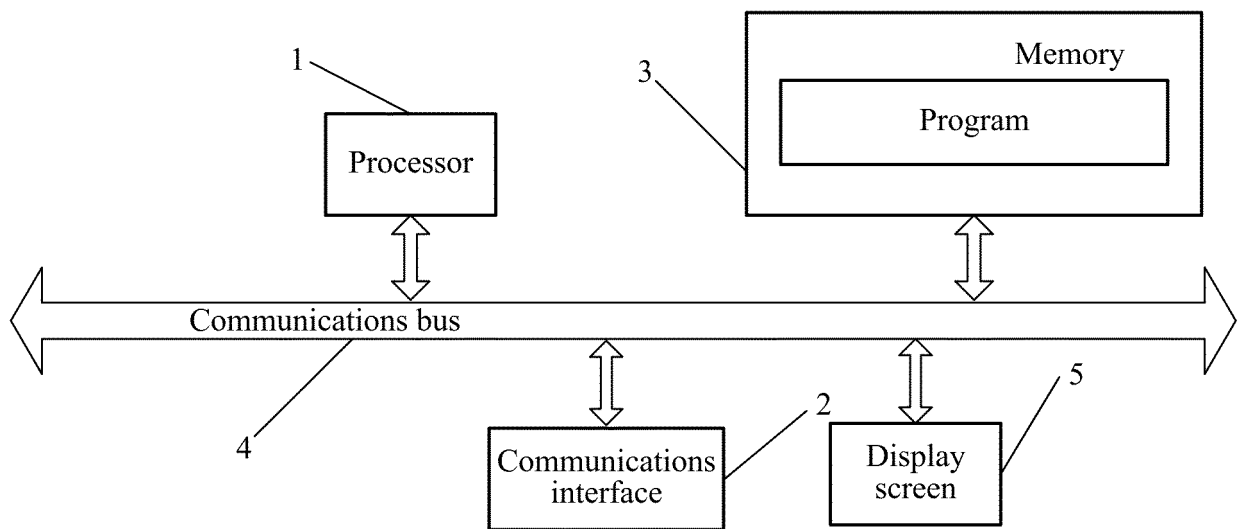 1
Processor
3
Memory
Program
Communications bus
4
Communications
interface
2
Display
screen
5